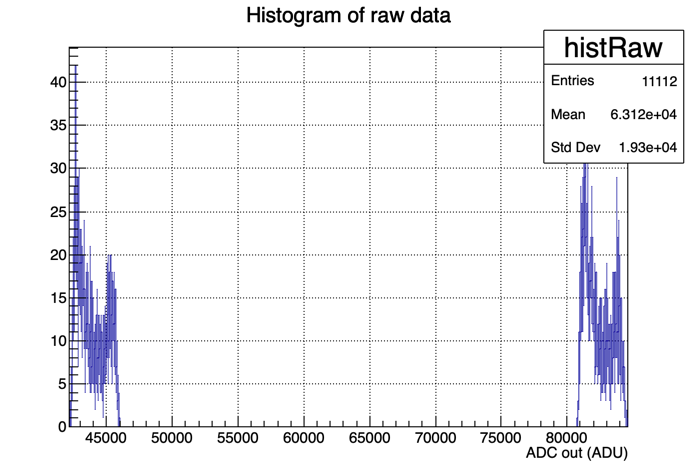 Histogram of raw data
histRaw
Entries 11112
Mean 6.312e+04
Std Dev 1.93e+04
40
35
30
25
20
15
10
5
0
45000 50000 55000 60000 65000 70000 75000 80000
ADC out (ADU)